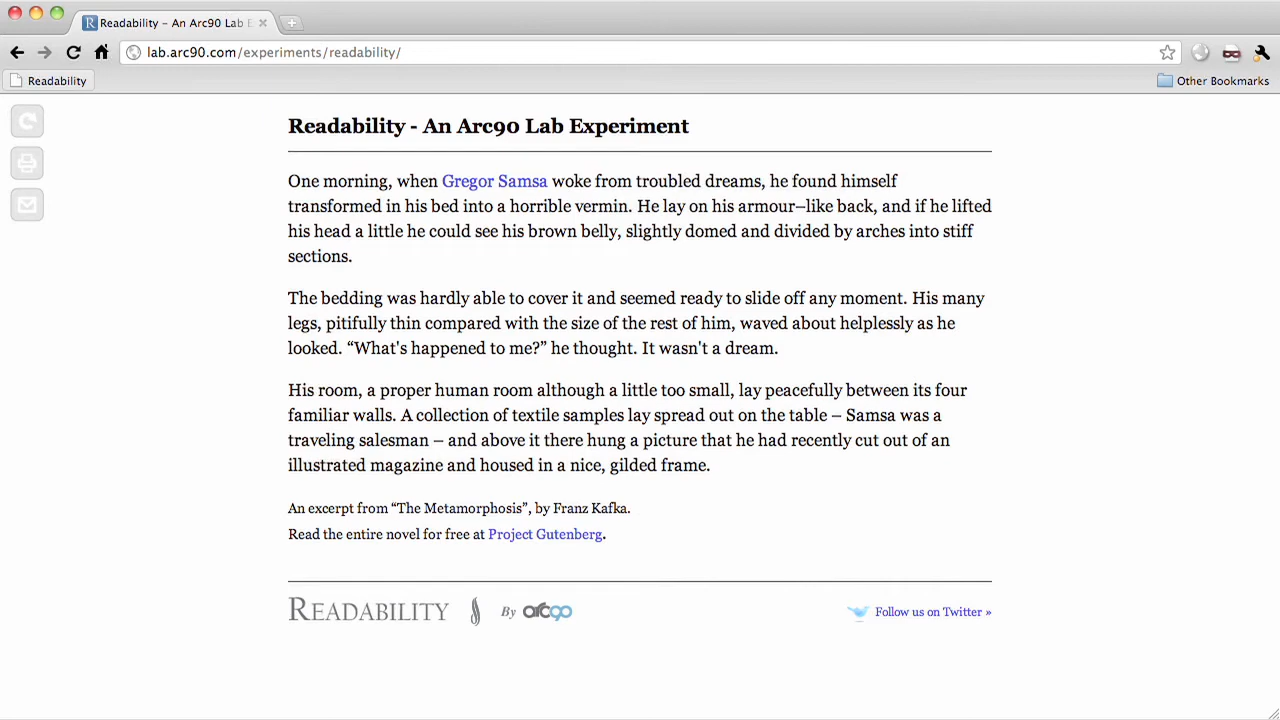 Readability – An Arc90 Lab E
lab.arc90.com/experiments/readability/
Readability
Other Bookmarks
Readability - An Arc90 Lab Experiment
One morning, when Gregor Samsa woke from troubled dreams, he found himself
transformed in his bed into a horrible vermin. He lay on his armour–like back, and if he lifted
his head a little he could see his brown belly, slightly domed and divided by arches into stiff
sections.
The bedding was hardly able to cover it and seemed ready to slide off any moment. His many
legs, pitifully thin compared with the size of the rest of him, waved about helplessly as he
looked. “What's happened to me?” he thought. It wasn't a dream.
His room, a proper human room although a little too small, lay peacefully between its four
familiar walls. A collection of textile samples lay spread out on the table – Samsa was a
traveling salesman – and above it there hung a picture that he had recently cut out of an
illustrated magazine and housed in a nice, gilded frame.
An excerpt from “The Metamorphosis”, by Franz Kafka.
Read the entire novel for free at Project Gutenberg.
READABILITY By arc90
Follow us on Twitter »